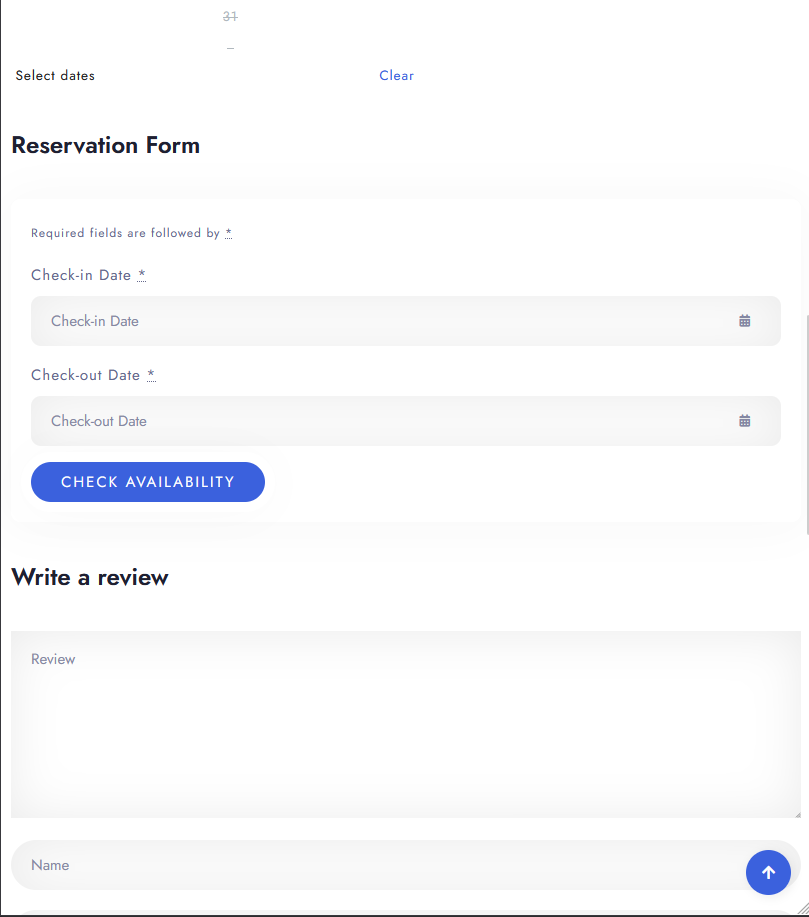 31
–
Select dates
Clear
Reservation Form
Required fields are followed by *
Check-in Date *
Check-in Date
Check-out Date *
Check-out Date
CHECK AVAILABILITY
Write a review
Review
Name